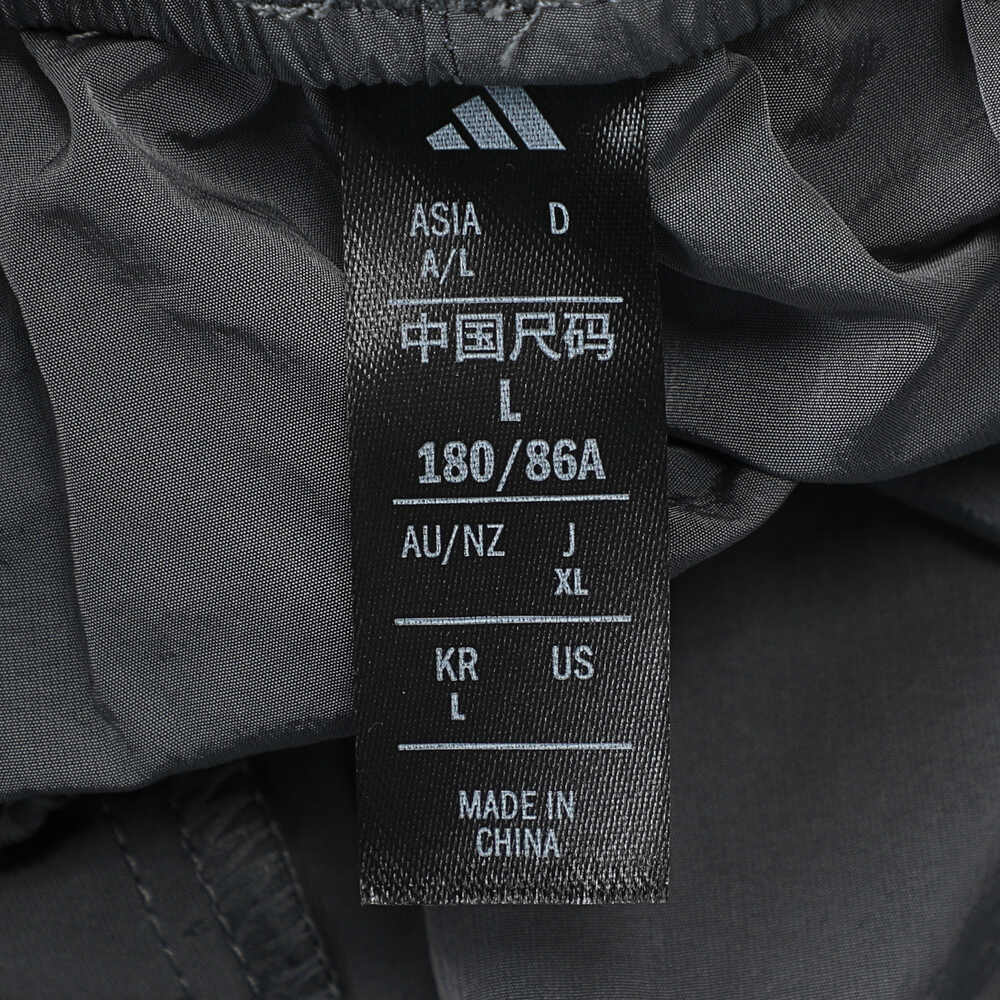 ASIA D
A/L
中国尺码
L
180/86A
AU/NZ J
XL
KR US
L
MADE IN
CHINA